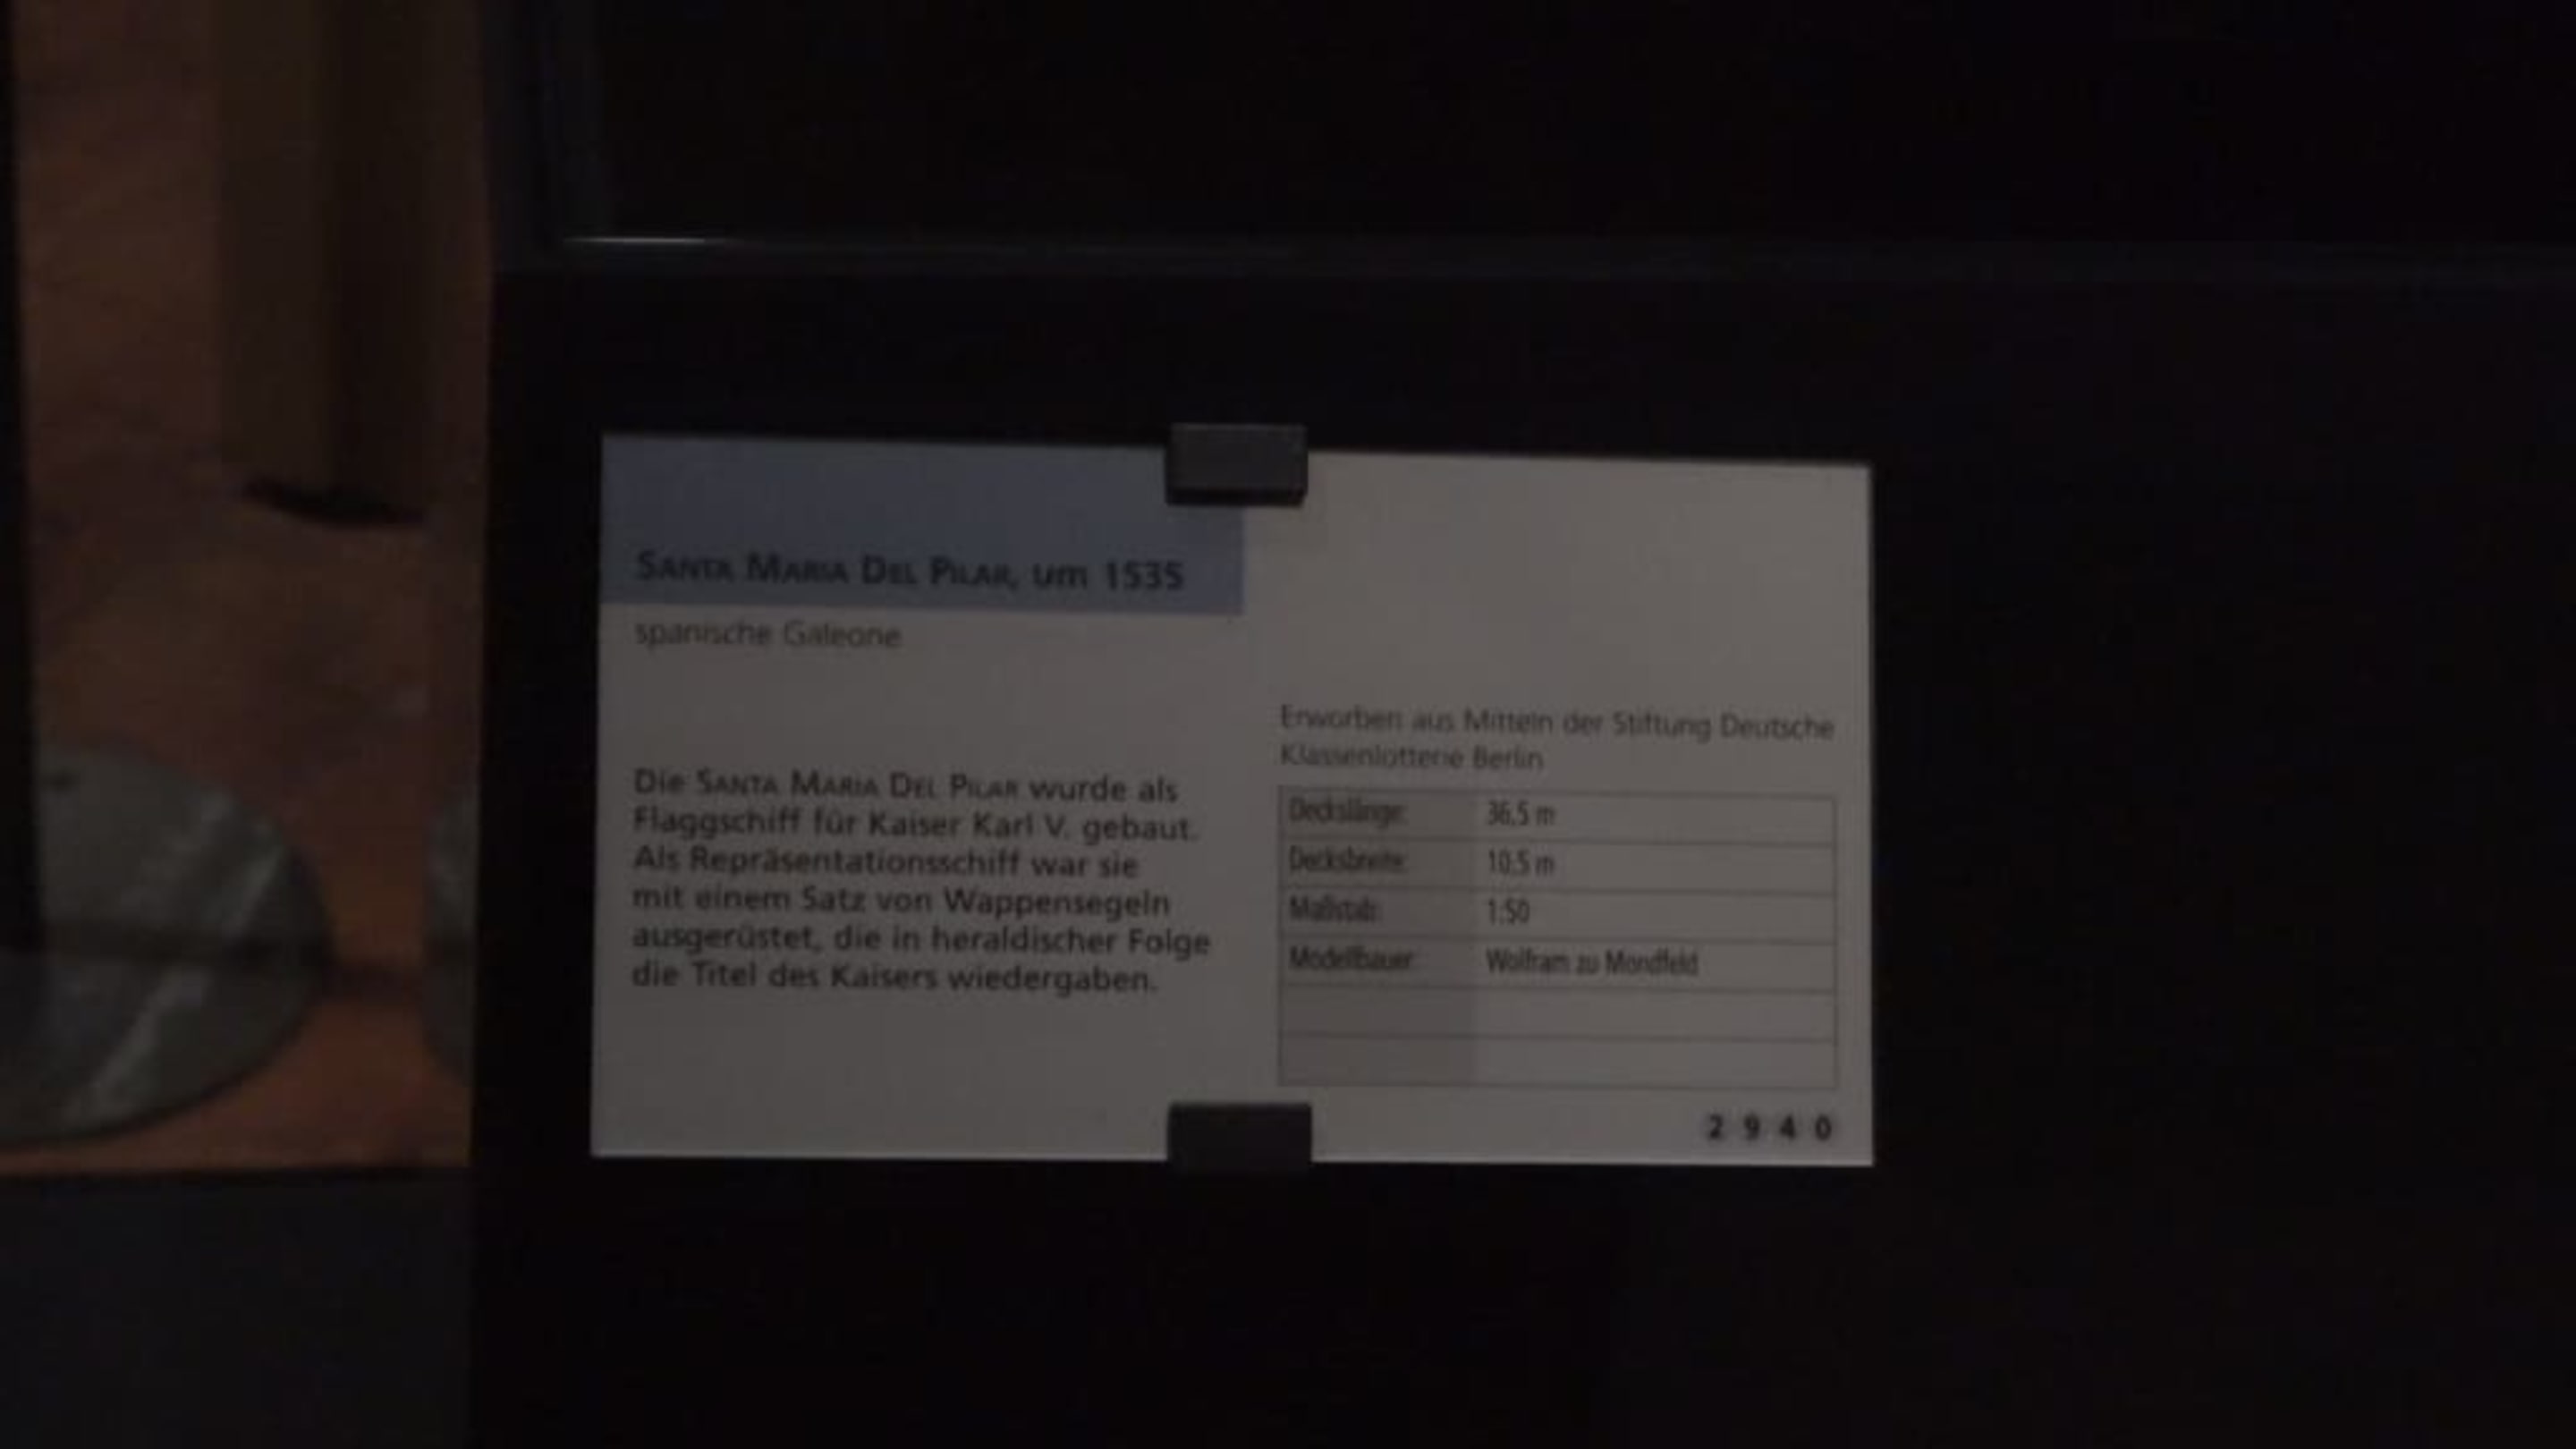 SANTA MARIA DEL PILAR, um 1535
spanische Galeone
Die SANTA MARIA DEL PILAR wurde als
Flaggschiff für Kaiser Karl V. gebaut.
Als Repräsentationsschiff war sie
mit einem Satz von Wappensegeln
ausgerüstet, die in heraldischer Folge
die Titel des Kaisers wiedergaben.
Erworben aus Mitteln der Stiftung Deutsche
Klassenlotterie Berlin
Deckslänge: 36,5 m
Decksbreite: 10,5 m
Maßstab: 1:50
Modellbauer: Wolfram zu Mondfeld
2 9 4 0